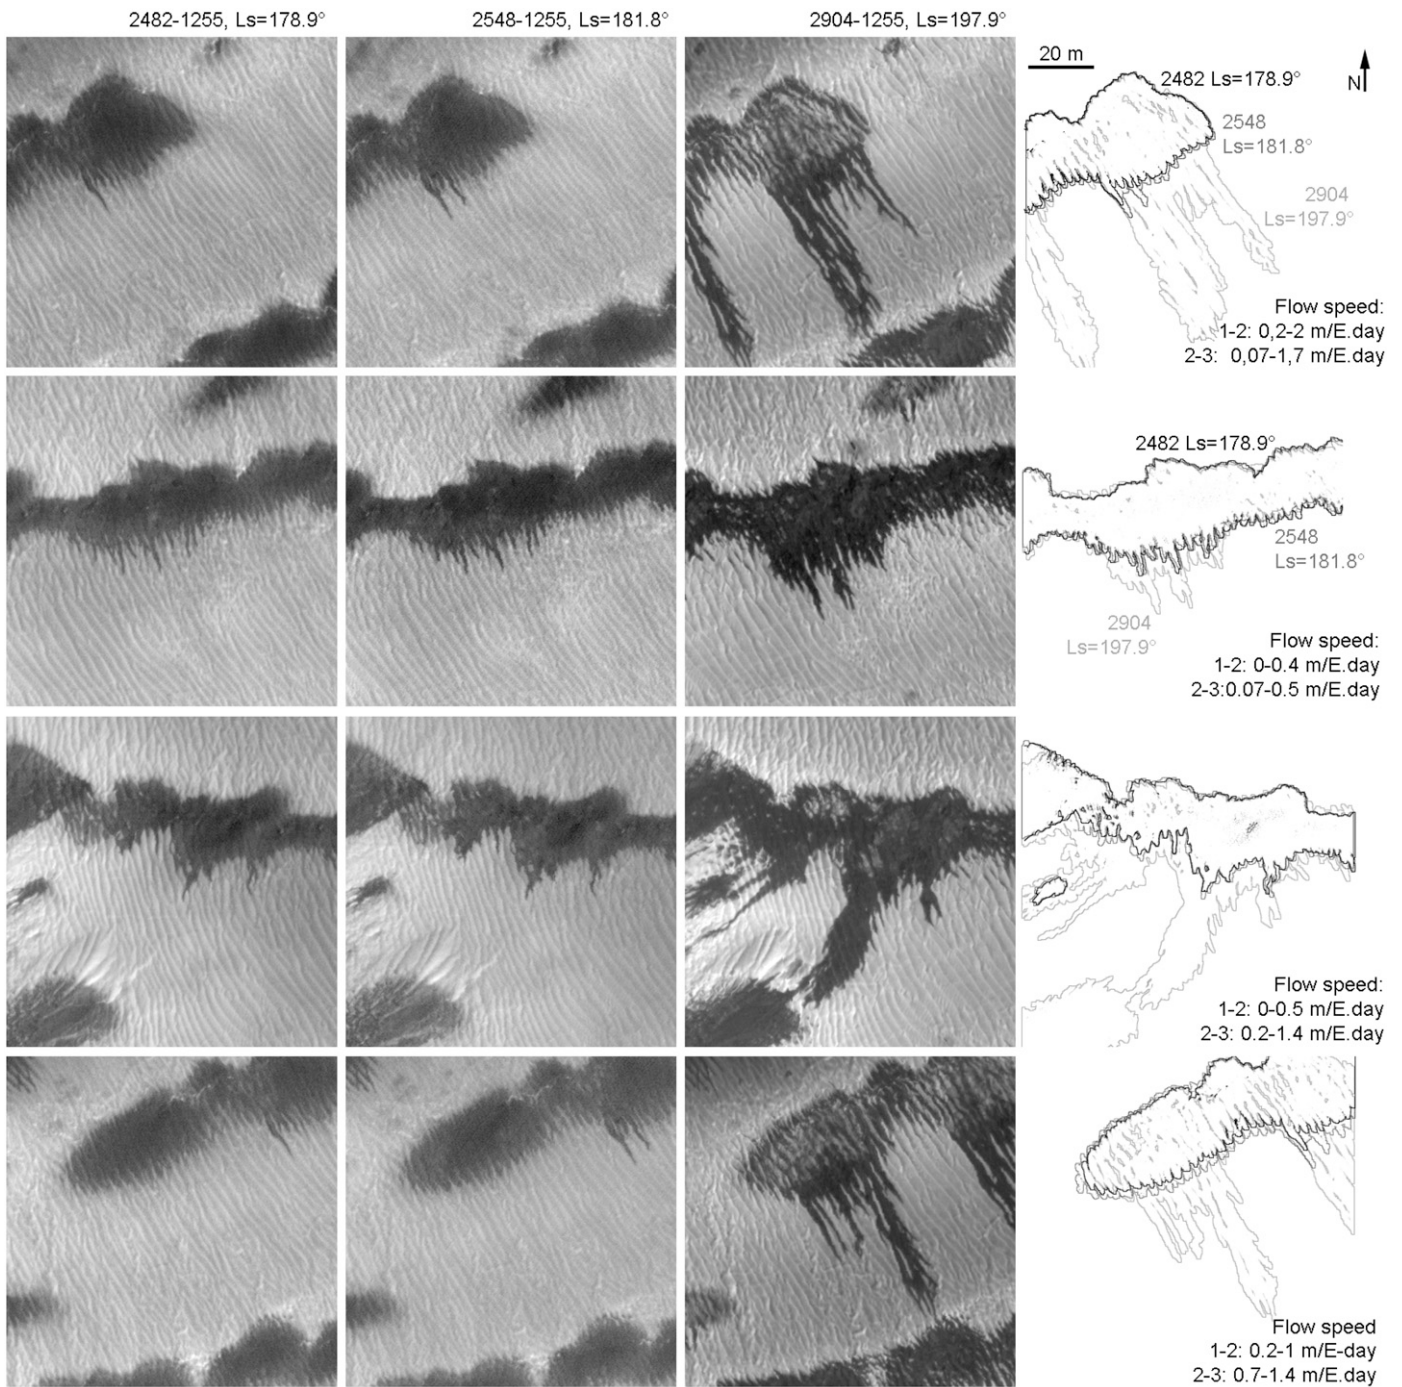 2482-1255, Ls=178.9°
2548-1255, Ls=181.8°
2904-1255, Ls=197.9°
20 m
N
2482 Ls=178.9°
2548
Ls=181.8°
2904
Ls=197.9°
Flow speed:
1-2: 0,2-2 m/E.day
2-3: 0,07-1,7 m/E.day
2482 Ls=178.9°
2548
Ls=181.8°
2904
Ls=197.9°
Flow speed:
1-2: 0-0.4 m/E.day
2-3:0.07-0.5 m/E.day
Flow speed:
1-2: 0-0.5 m/E.day
2-3: 0.2-1.4 m/E.day
Flow speed
1-2: 0.2-1 m/E-day
2-3: 0.7-1.4 m/E.day